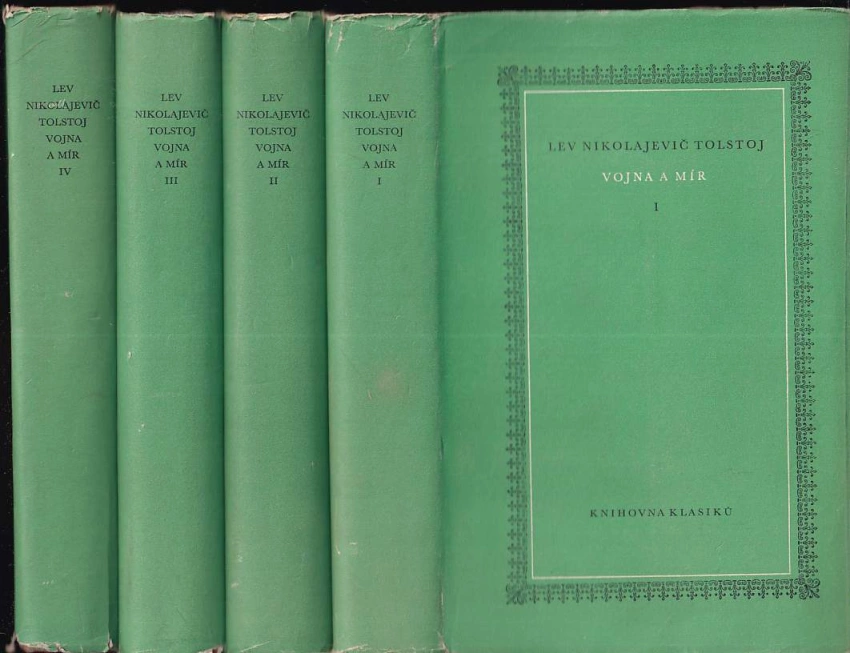 LEV
NIKOLAJEVIČ
TOLSTOJ
VOJNA
A MÍR
IV
LEV
NIKOLAJEVIČ
TOLSTOJ
VOJNA
A MÍR
III
LEV
NIKOLAJEVIČ
TOLSTOJ
VOJNA
A MÍR
II
LEV
NIKOLAJEVIČ
TOLSTOJ
VOJNA
A MÍR
I
LEV NIKOLAJEVIČ TOLSTOJ
VOJNA A MÍR
I
KNIHOVNA KLASIKŮ